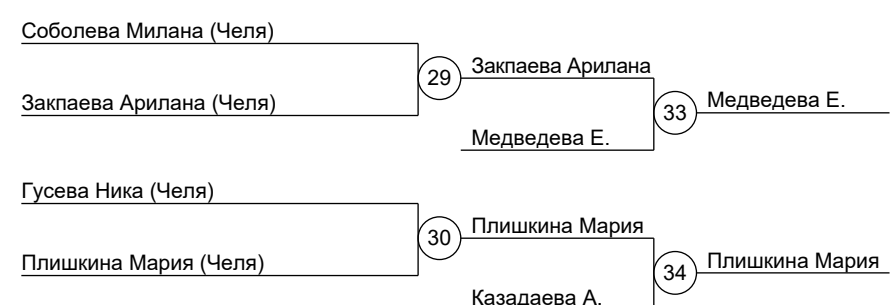 Соболева Милана (Челя)
29
Закпаева Арилана
Закпаева Арилана (Челя)
33
Медведева Е.
Медведева Е.
Гусева Ника (Челя)
30
Плишкина Мария
Плишкина Мария (Челя)
34
Плишкина Мария
Казадаева А.